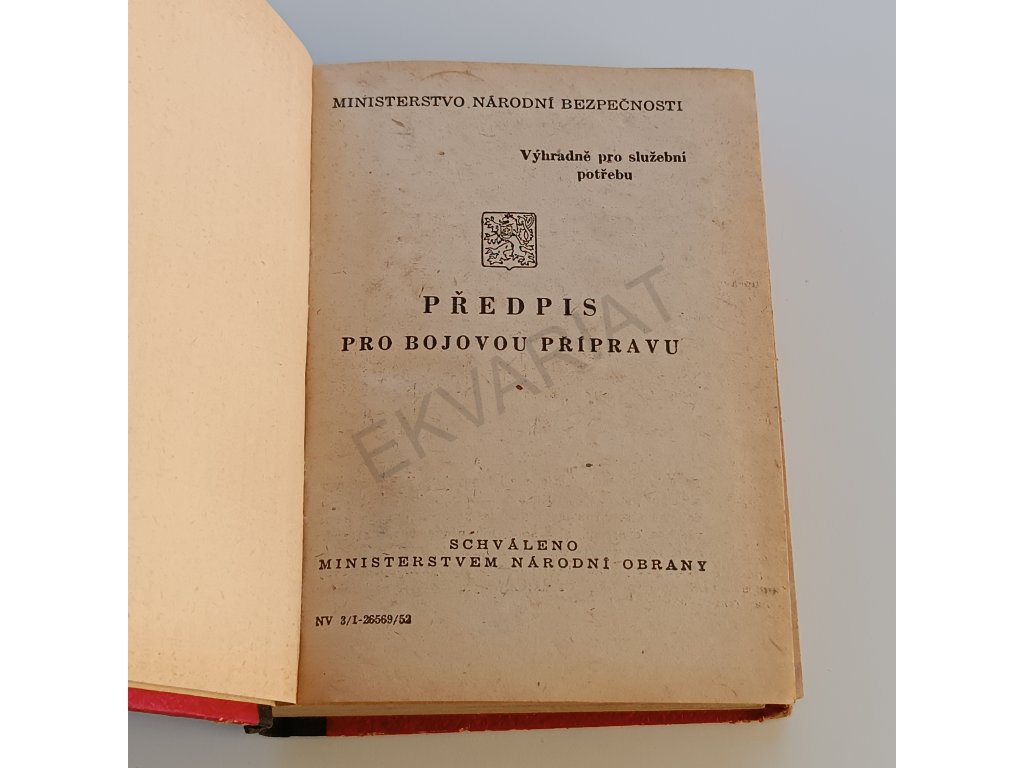 MINISTERSTVO NÁRODNÍ BEZPEČNOSTI
Výhradně pro služební
potřebu
PŘEDPIS
PRO BOJOVOU PŘÍPRAVU
EKVARIAT
SCHVÁLENO
MINISTERSTVEM NÁRODNÍ OBRANY
NV 3/I-26569/52